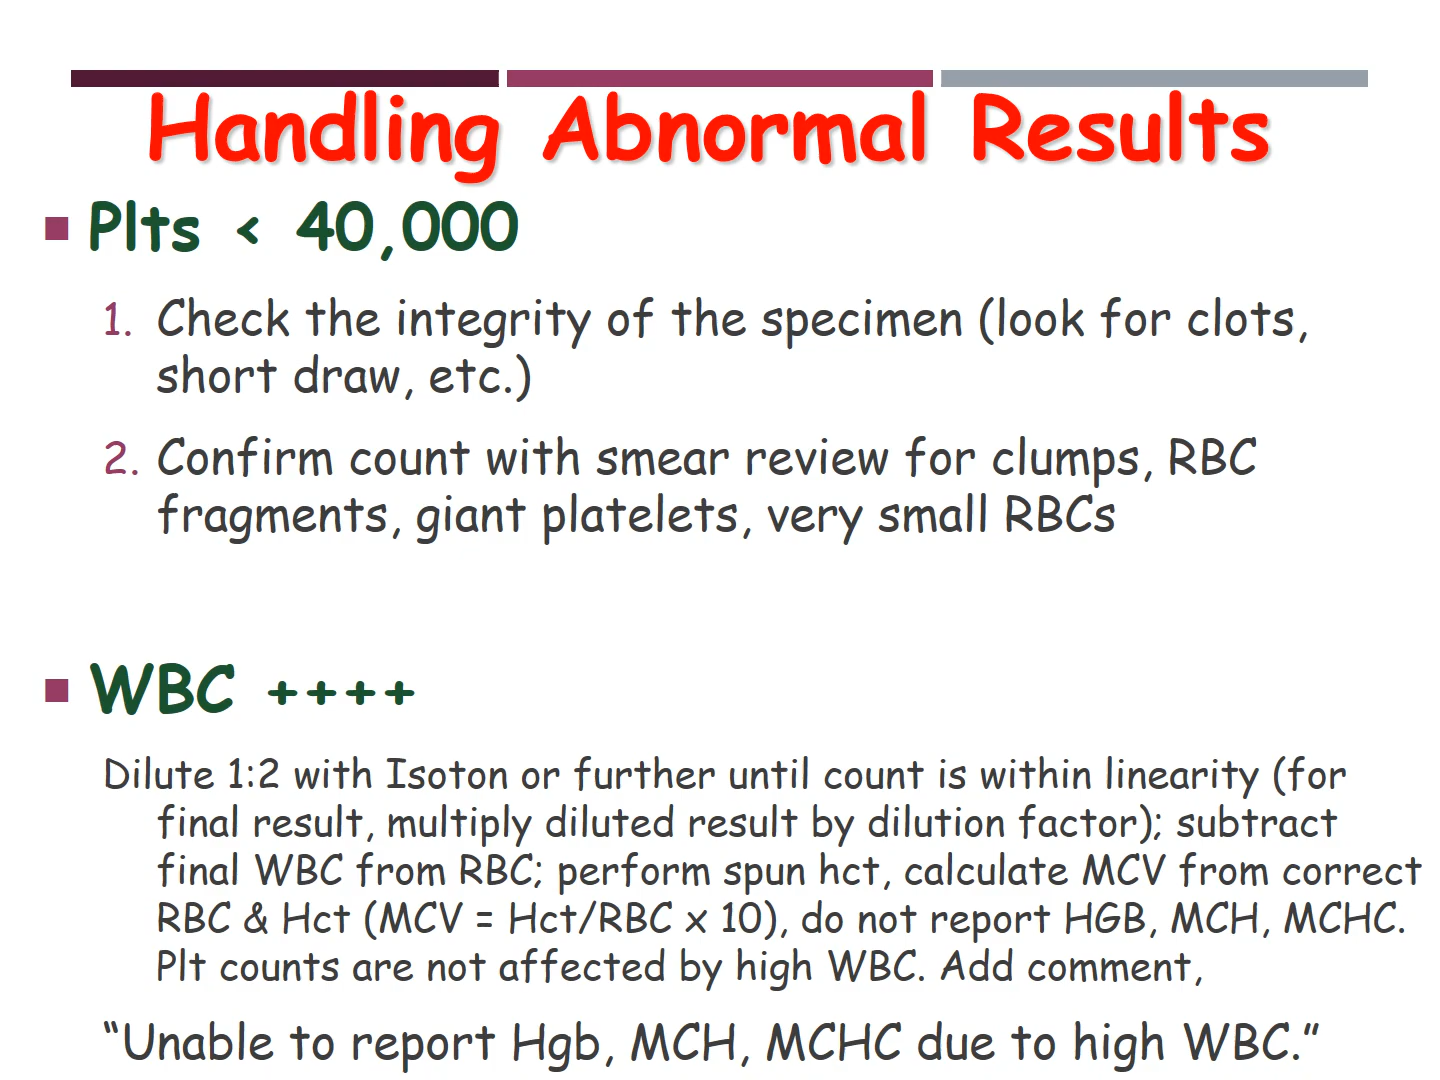 Handling Abnormal Results
Plts < 40,000
1. Check the integrity of the specimen (look for clots,
short draw, etc.)
2. Confirm count with smear review for clumps, RBC
fragments, giant platelets, very small RBCs
WBC ++++
Dilute 1:2 with Isoton or further until count is within linearity (for
final result, multiply diluted result by dilution factor); subtract
final WBC from RBC; perform spun hct, calculate MCV from correct
RBC & Hct (MCV = Hct/RBC x 10), do not report HGB, MCH, MCHC.
Plt counts are not affected by high WBC. Add comment,
“Unable to report Hgb, MCH, MCHC due to high WBC.”